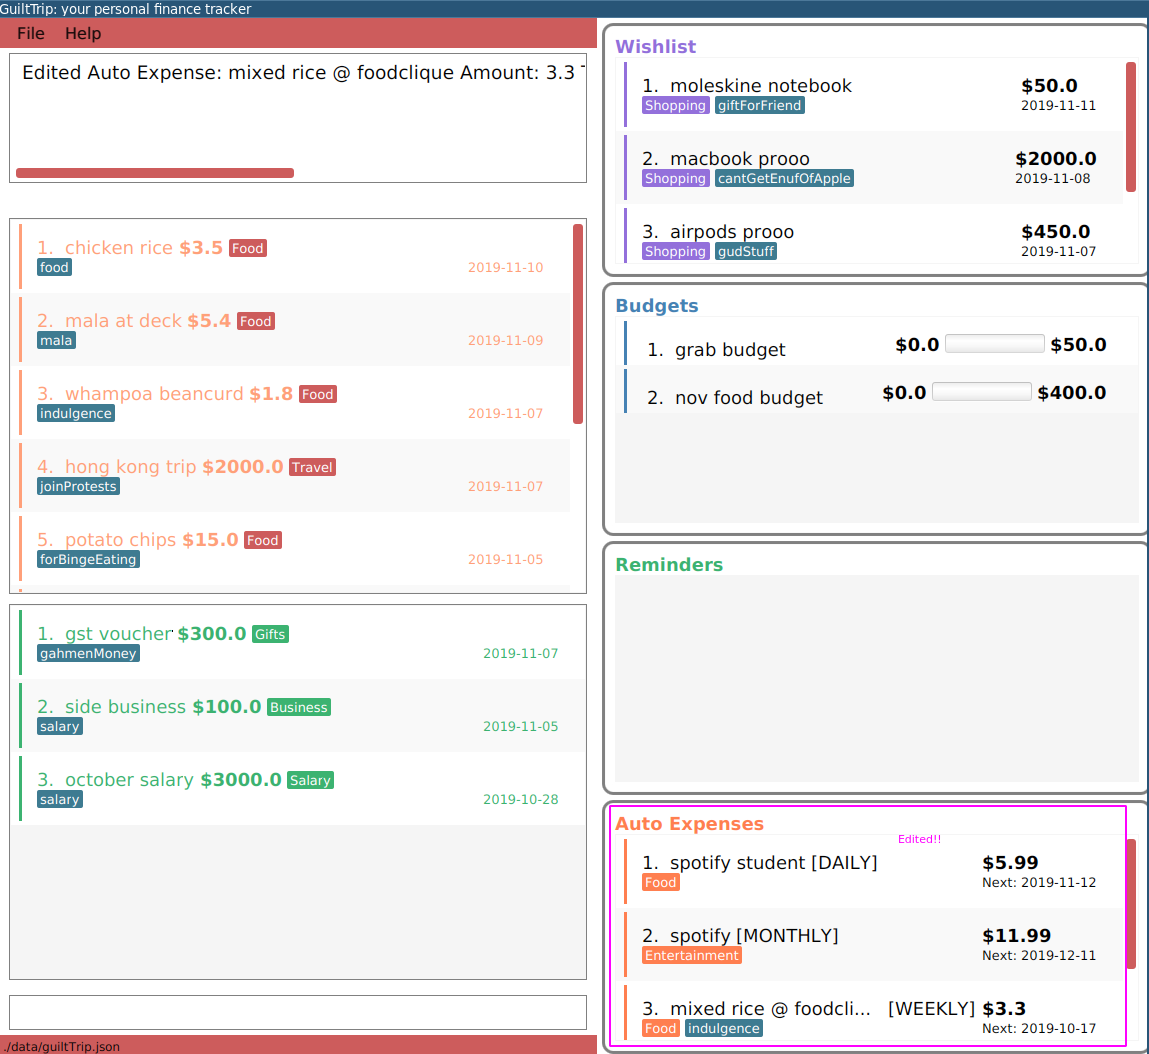 GuiltTrip: your personal finance tracker
File Help
Edited Auto Expense: mixed rice @ foodclique Amount: 3.3
1. chicken rice $3.5 Food
food 2019-11-10
2. mala at deck $5.4 Food
mala 2019-11-09
3. whampoa beancurd $1.8 Food
indulgence 2019-11-07
4. hong kong trip $2000.0 Travel
joinProtests 2019-11-07
5. potato chips $15.0 Food
forBingeEating 2019-11-05
1. gst voucher $300.0 Gifts
gahmenMoney 2019-11-07
2. side business $100.0 Business
salary 2019-11-05
3. october salary $3000.0 Salary
salary 2019-10-28
./data/guiltTrip.json
Wishlist
1. moleskine notebook $50.0
Shopping giftForFriend 2019-11-11
2. macbook prooo $2000.0
Shopping cantGetEnufOfApple 2019-11-08
3. airpods prooo $450.0
Shopping gudStuff 2019-11-07
Budgets
1. grab budget $0.0 $50.0
2. nov food budget $0.0 $400.0
Reminders
Auto Expenses
Edited!!
1. spotify student [DAILY] $5.99
Food Next: 2019-11-12
2. spotify [MONTHLY] $11.99
Entertainment Next: 2019-12-11
3. mixed rice @ foodcli... [WEEKLY] $3.3
Food indulgence Next: 2019-10-17